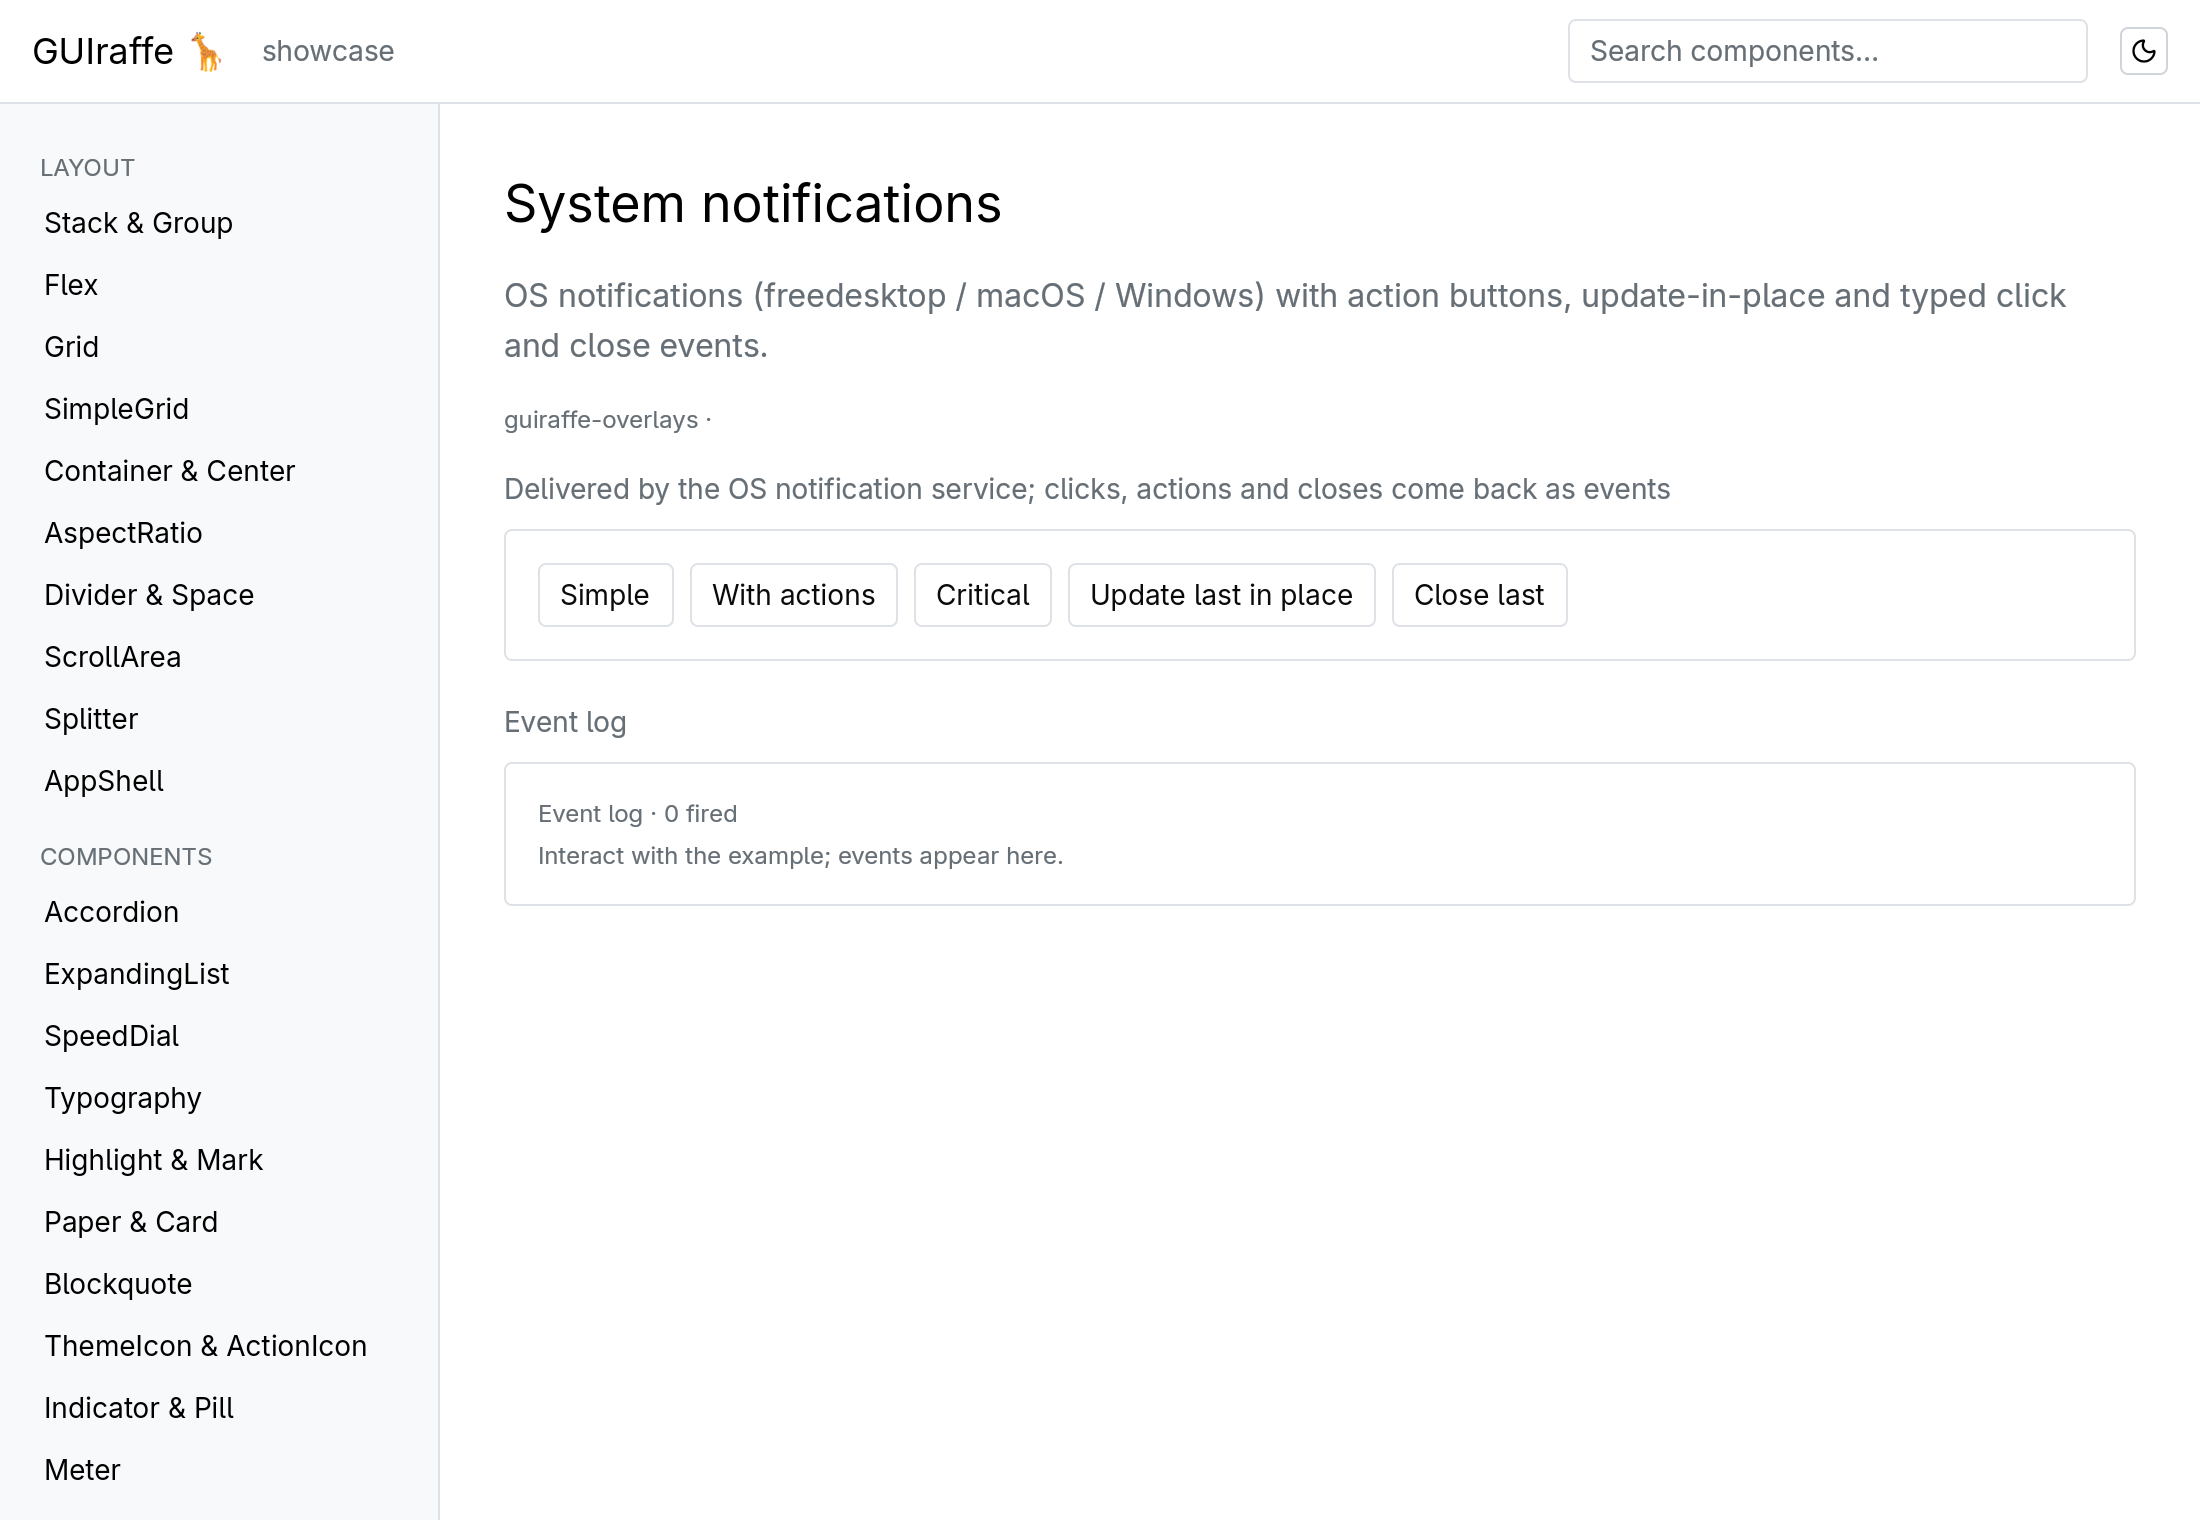 GUIraffe 🦒 showcase
Search components...
LAYOUT
Stack & Group
Flex
Grid
SimpleGrid
Container & Center
AspectRatio
Divider & Space
ScrollArea
Splitter
AppShell
COMPONENTS
Accordion
ExpandingList
SpeedDial
Typography
Highlight & Mark
Paper & Card
Blockquote
ThemeIcon & ActionIcon
Indicator & Pill
Meter
System notifications
OS notifications (freedesktop / macOS / Windows) with action buttons, update-in-place and typed click
and close events.
guiraffe-overlays ·
Delivered by the OS notification service; clicks, actions and closes come back as events
Simple With actions Critical Update last in place Close last
Event log
Event log · 0 fired
Interact with the example; events appear here.